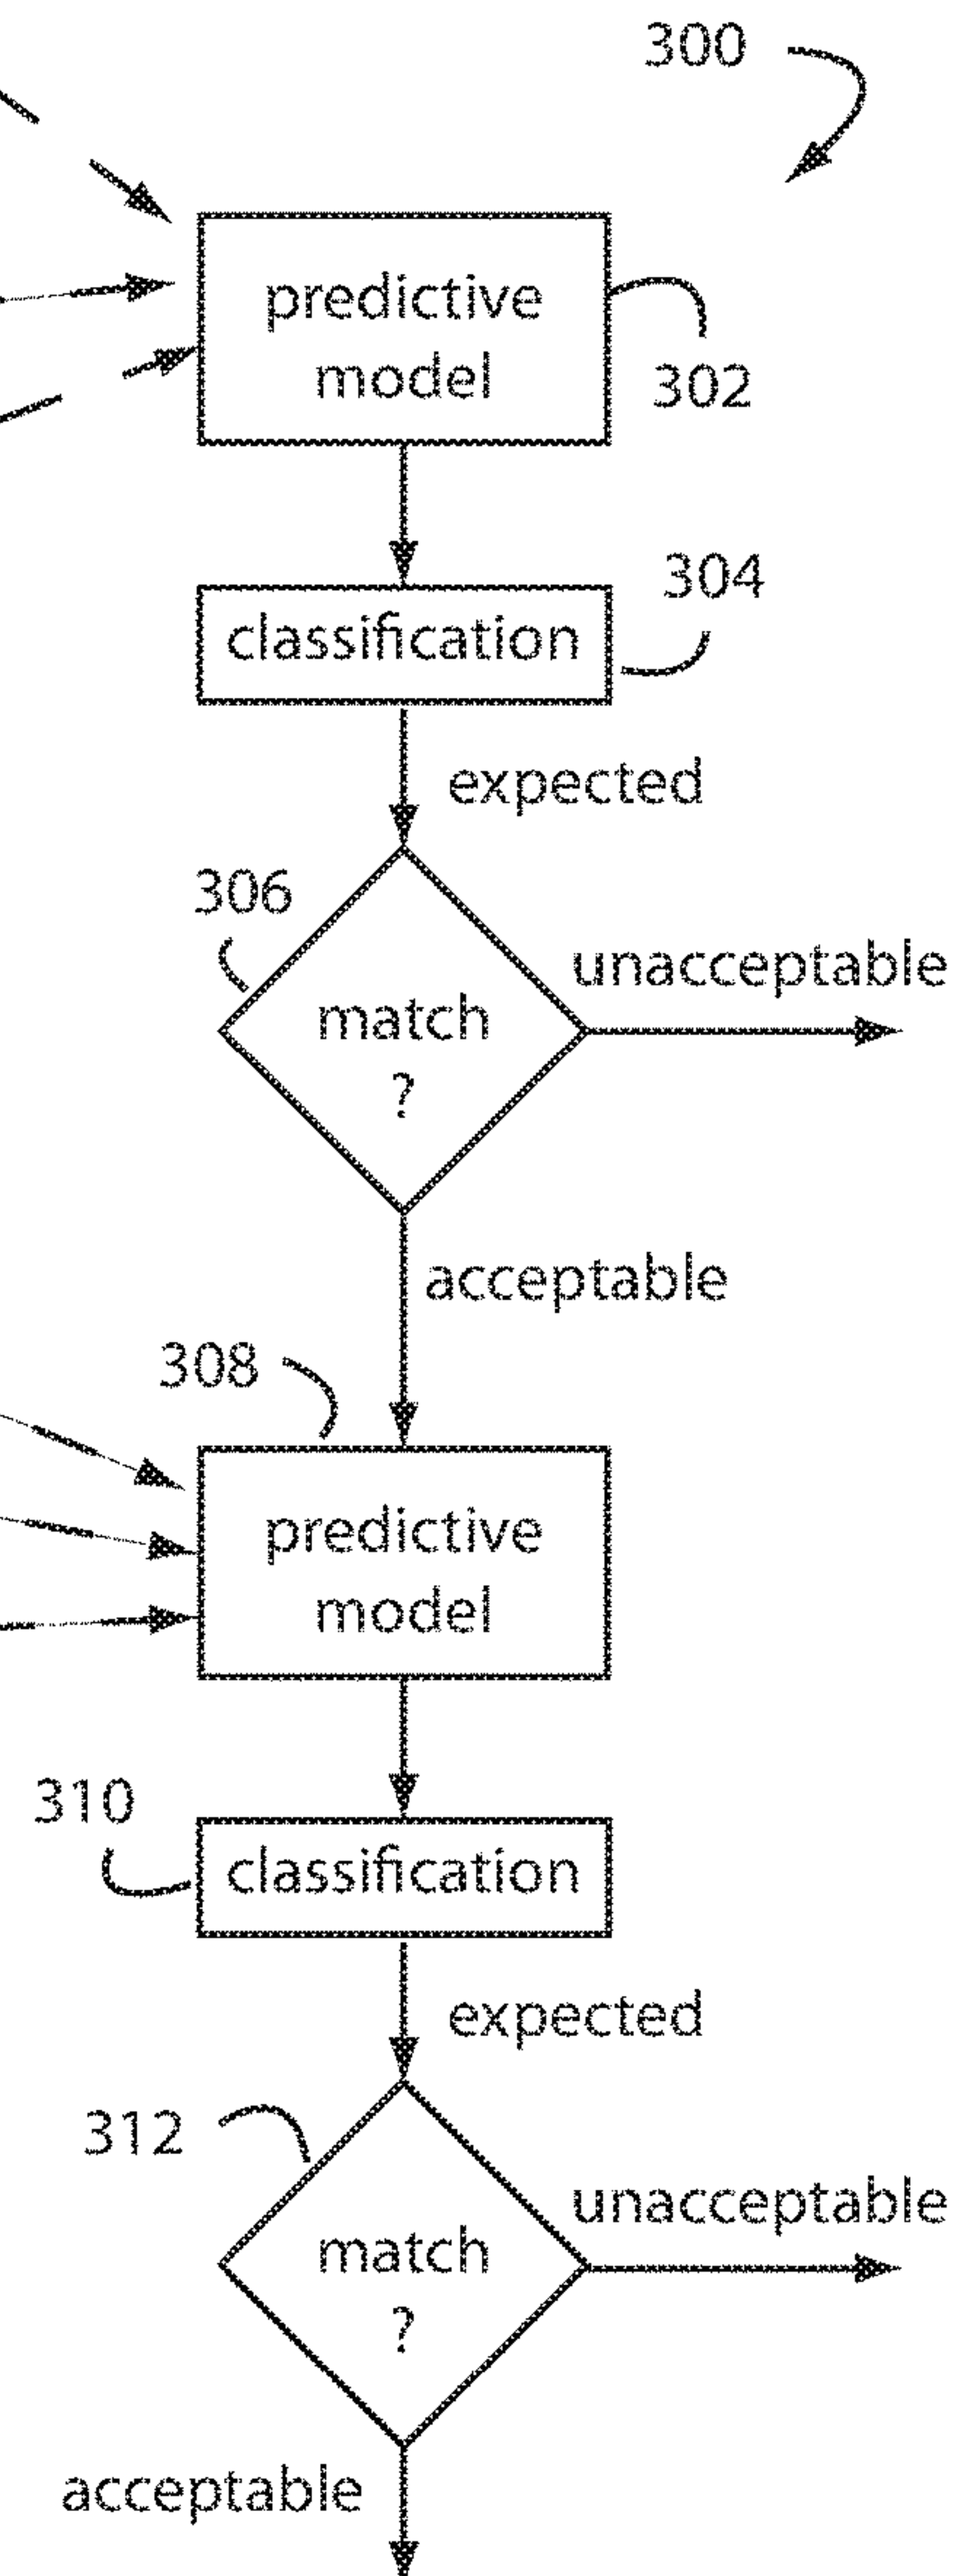 300
predictive
model
302
304
classification
expected
306
unacceptable
match
?
acceptable
308
predictive
model
310
classification
expected
312
unacceptable
match
?
acceptable